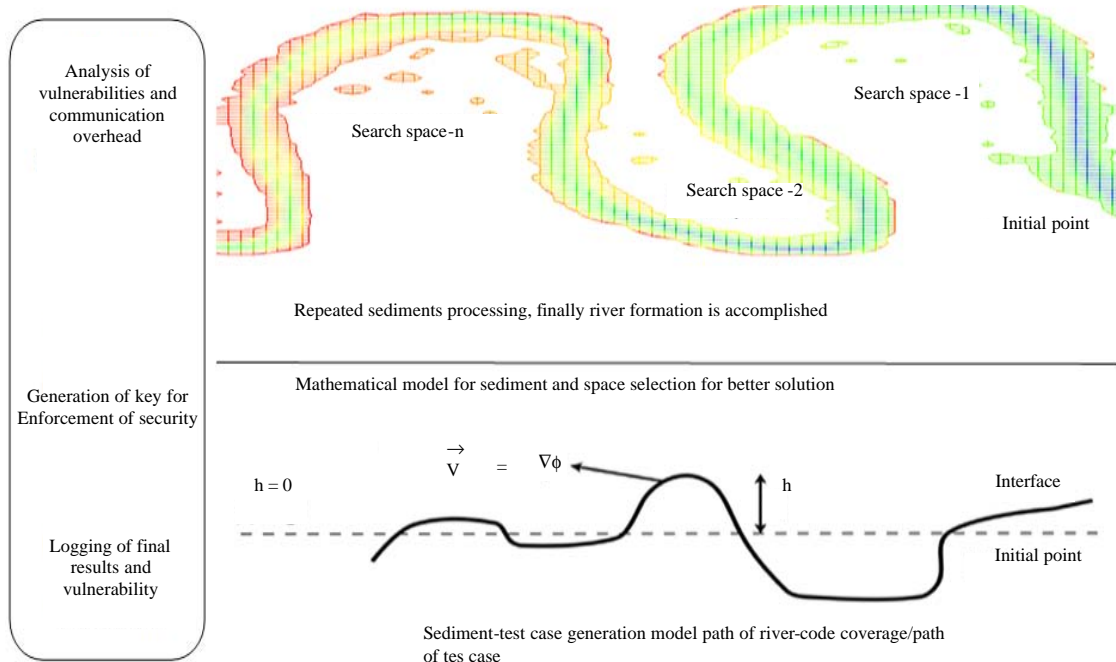 Analysis of
vulnerabilities and
communication
overhead
Generation of key for
Enforcement of security
Logging of final
results and
vulnerability
Search space-n
Search space -1
Search space -2
Initial point
Repeated sediments processing, finally river formation is accomplished
Mathematical model for sediment and space selection for better solution
→
V = ∇ϕ
h = 0
h
Interface
Initial point
Sediment-test case generation model path of river-code coverage/path
of tes case